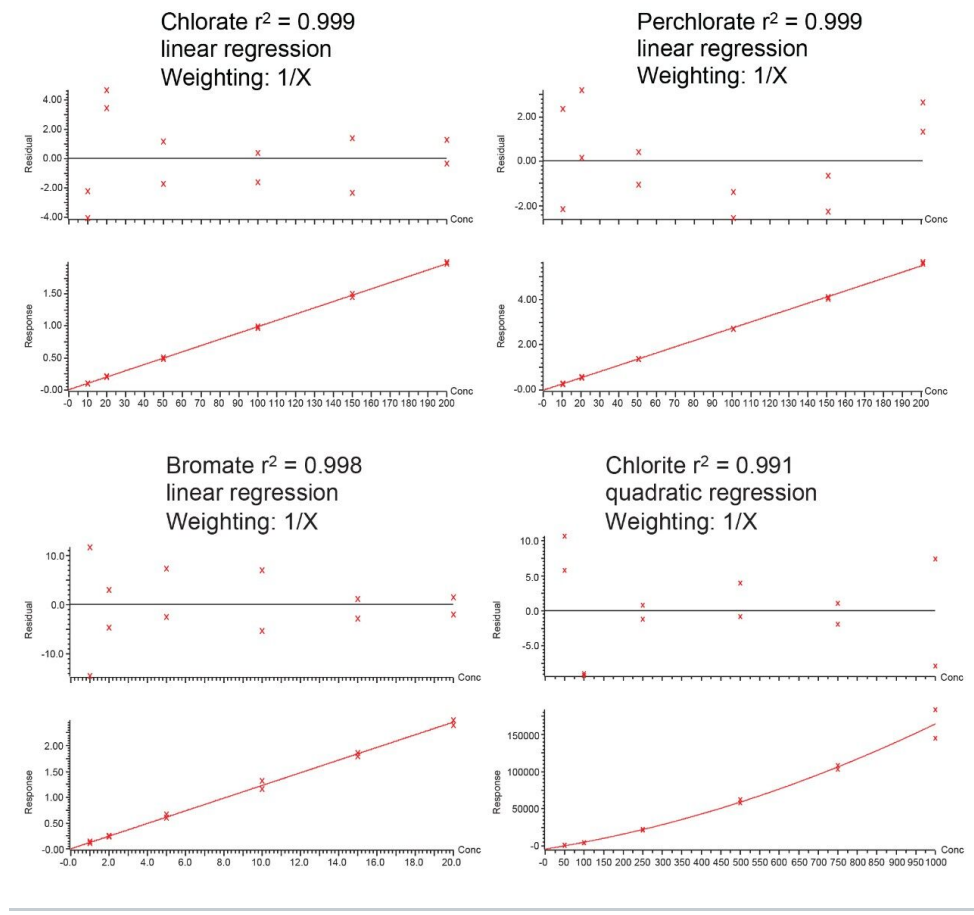 Chlorate r² = 0.999
linear regression
Weighting: 1/X
4.00
2.00
0.00
-2.00
-4.00
Residual
Conc
1.50
1.00
0.50
-0.00
Response
Conc
-0 10 20 30 40 50 60 70 80 90 100 110 120 130 140 150 160 170 180 190 200
Perchlorate r² = 0.999
linear regression
Weighting: 1/X
2.00
0.00
-2.00
Residual
Conc
4.00
2.00
-0.00
Response
Conc
-0 10 20 30 40 50 60 70 80 90 100 110 120 130 140 150 160 170 180 190 200
Bromate r² = 0.998
linear regression
Weighting: 1/X
10.0
0.0
-10.0
Residual
Conc
2.00
1.50
1.00
0.50
-0.00
Response
Conc
-0.0 2.0 4.0 6.0 8.0 10.0 12.0 14.0 16.0 18.0 20.0
Chlorite r² = 0.991
quadratic regression
Weighting: 1/X
10.0
5.0
0.0
-5.0
Residual
Conc
150000
100000
50000
-0
Response
Conc
-0 50 100 150 200 250 300 350 400 450 500 550 600 650 700 750 800 850 900 950 1000